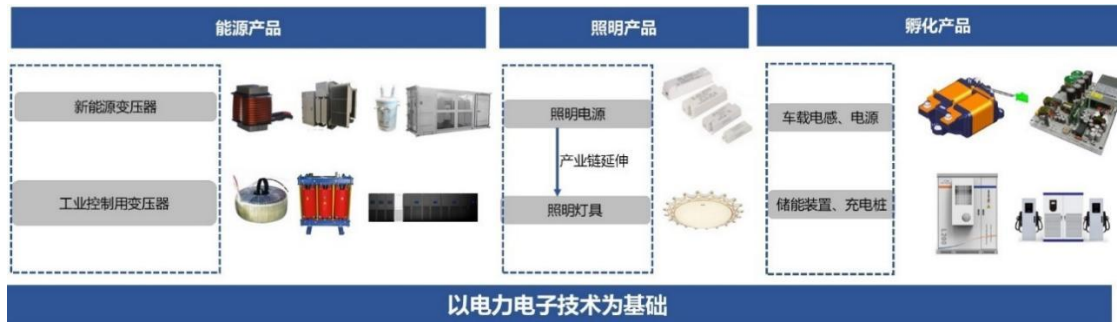 能源产品
照明产品
孵化产品
新能源变压器
工业控制用变压器
照明电源
产业链延伸
照明灯具
车载电感、电源
储能装置、充电桩
以电力电子技术为基础